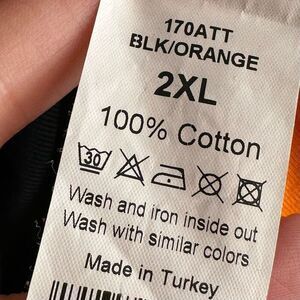 170ATT
BLK/ORANGE
2XL
100% Cotton
30
Wash and iron inside out
Wash with similar colors
Made in Turkey